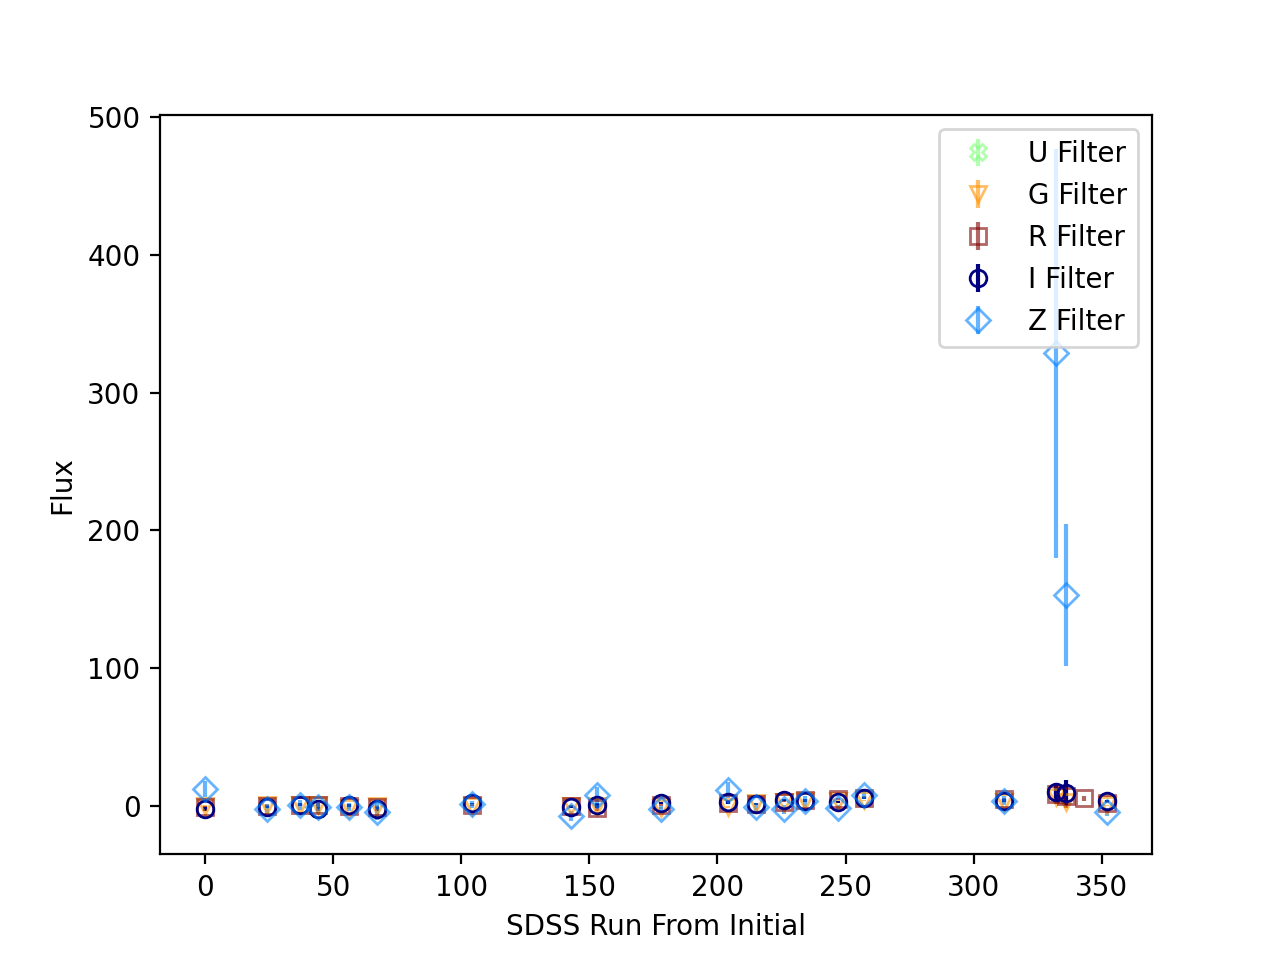 500
400
300
200
100
0
Flux
U Filter
G Filter
R Filter
I Filter
Z Filter
0 50 100 150 200 250 300 350
SDSS Run From Initial